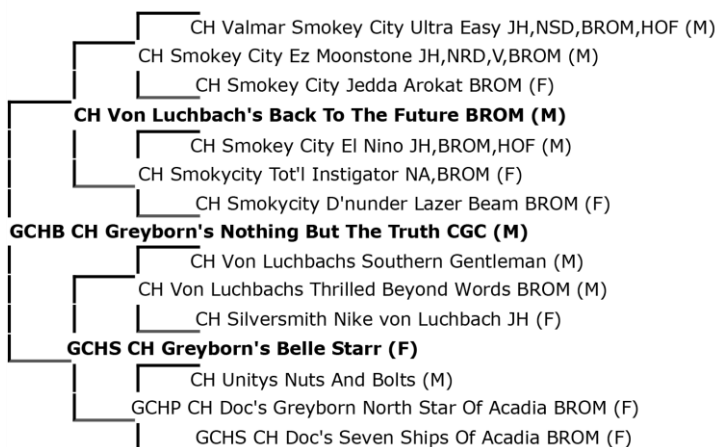 CH Valmar Smokey City Ultra Easy JH,NSD,BROM,HOF (M)
CH Smokey City Ez Moonstone JH,NRD,V,BROM (M)
CH Smokey City Jedda Arokat BROM (F)
CH Von Luchbach's Back To The Future BROM (M)
CH Smokey City El Nino JH,BROM,HOF (M)
CH Smokycity Tot'l Instigator NA,BROM (F)
CH Smokycity D'nunder Lazer Beam BROM (F)
GCHB CH Greyborn's Nothing But The Truth CGC (M)
CH Von Luchbachs Southern Gentleman (M)
CH Von Luchbachs Thrilled Beyond Words BROM (M)
CH Silversmith Nike von Luchbach JH (F)
GCHS CH Greyborn's Belle Starr (F)
CH Unitys Nuts And Bolts (M)
GCHP CH Doc's Greyborn North Star Of Acadia BROM (F)
GCHS CH Doc's Seven Ships Of Acadia BROM (F)